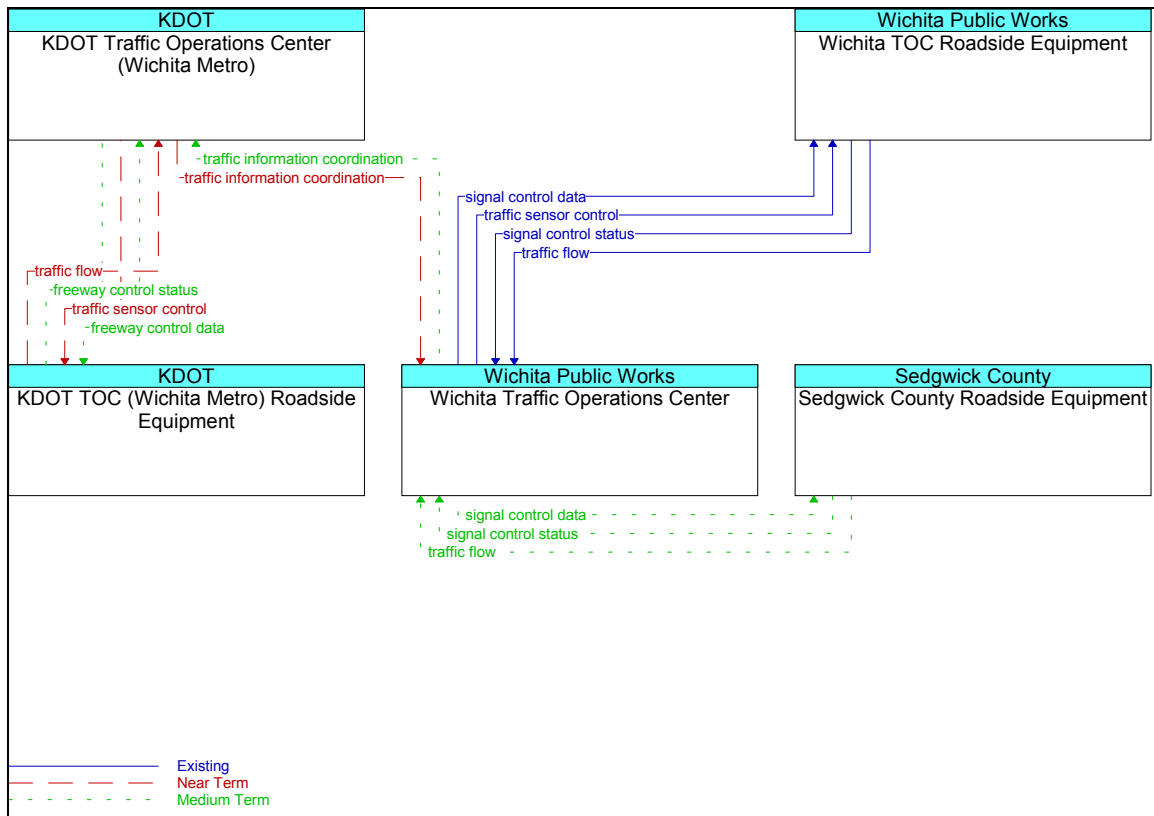 KDOT
KDOT Traffic Operations Center
(Wichita Metro)
Wichita Public Works
Wichita TOC Roadside Equipment
traffic information coordination
traffic information coordination
signal control data
traffic sensor control
signal control status
traffic flow
traffic flow
freeway control status
traffic sensor control
freeway control data
KDOT
KDOT TOC (Wichita Metro) Roadside
Equipment
Wichita Public Works
Wichita Traffic Operations Center
Sedgwick County
Sedgwick County Roadside Equipment
signal control data
signal control status
traffic flow
Existing
Near Term
Medium Term